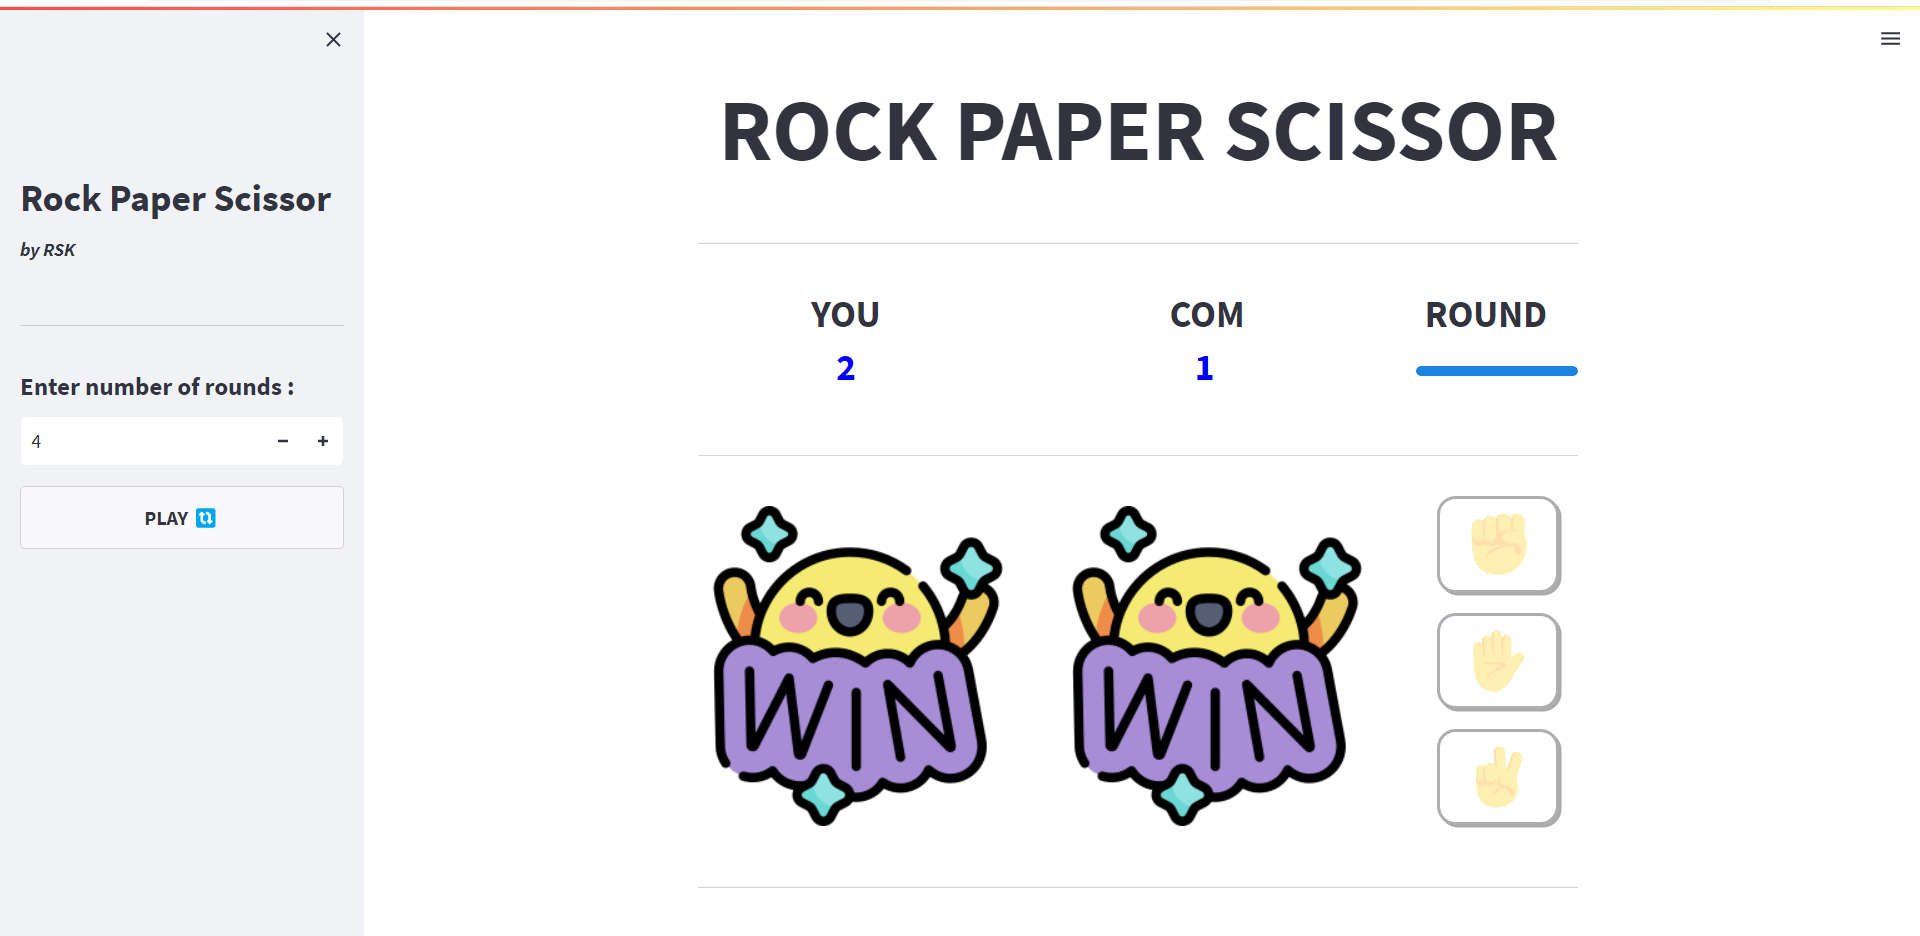 Rock Paper Scissor
by RSK
Enter number of rounds :
4
PLAY
ROCK PAPER SCISSOR
YOU
COM
ROUND
2
1
WIN
WIN